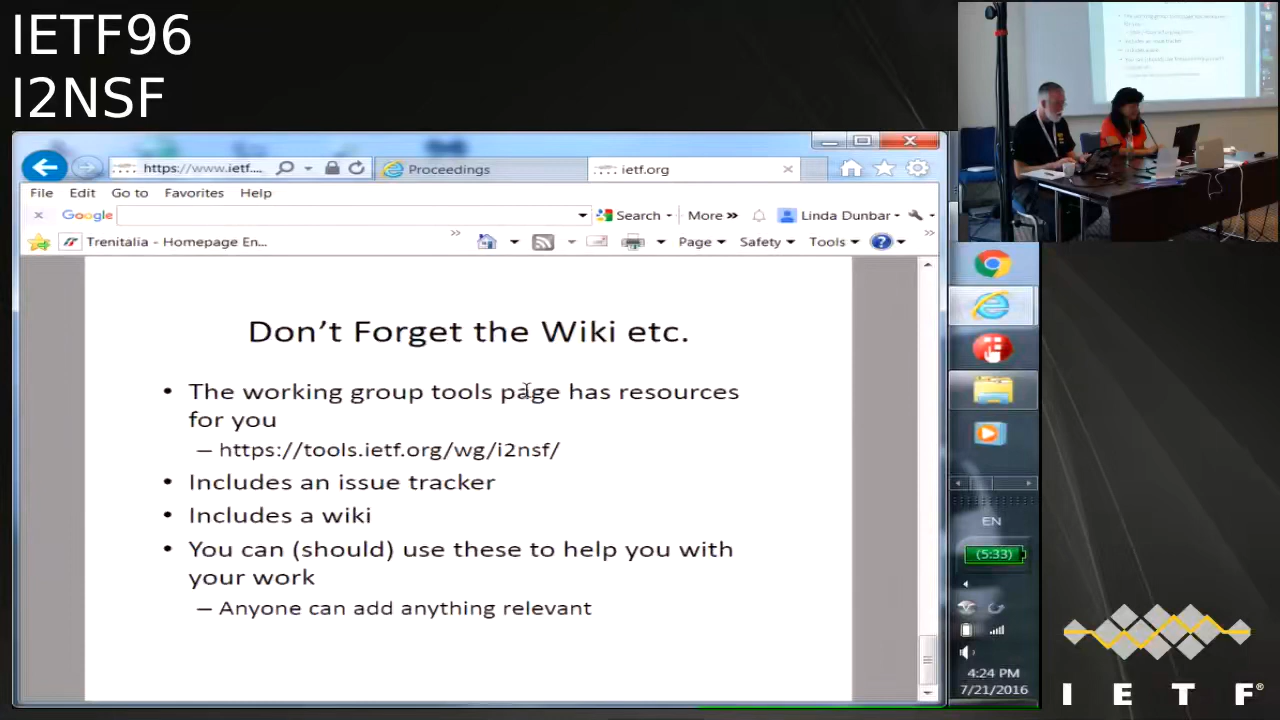 IETF96
I2NSF
https://www.ietf....
Proceedings
ietf.org
File Edit Go to Favorites Help
Google Search More »
Linda Dunbar
Trenitalia - Homepage En...
Page Safety Tools
Don't Forget the Wiki etc.
• The working group tools page has resources
for you
– https://tools.ietf.org/wg/i2nsf/
• Includes an issue tracker
• Includes a wiki
• You can (should) use these to help you with
your work
– Anyone can add anything relevant
EN
(5:33)
4:24 PM
7/21/2016
I E T F®